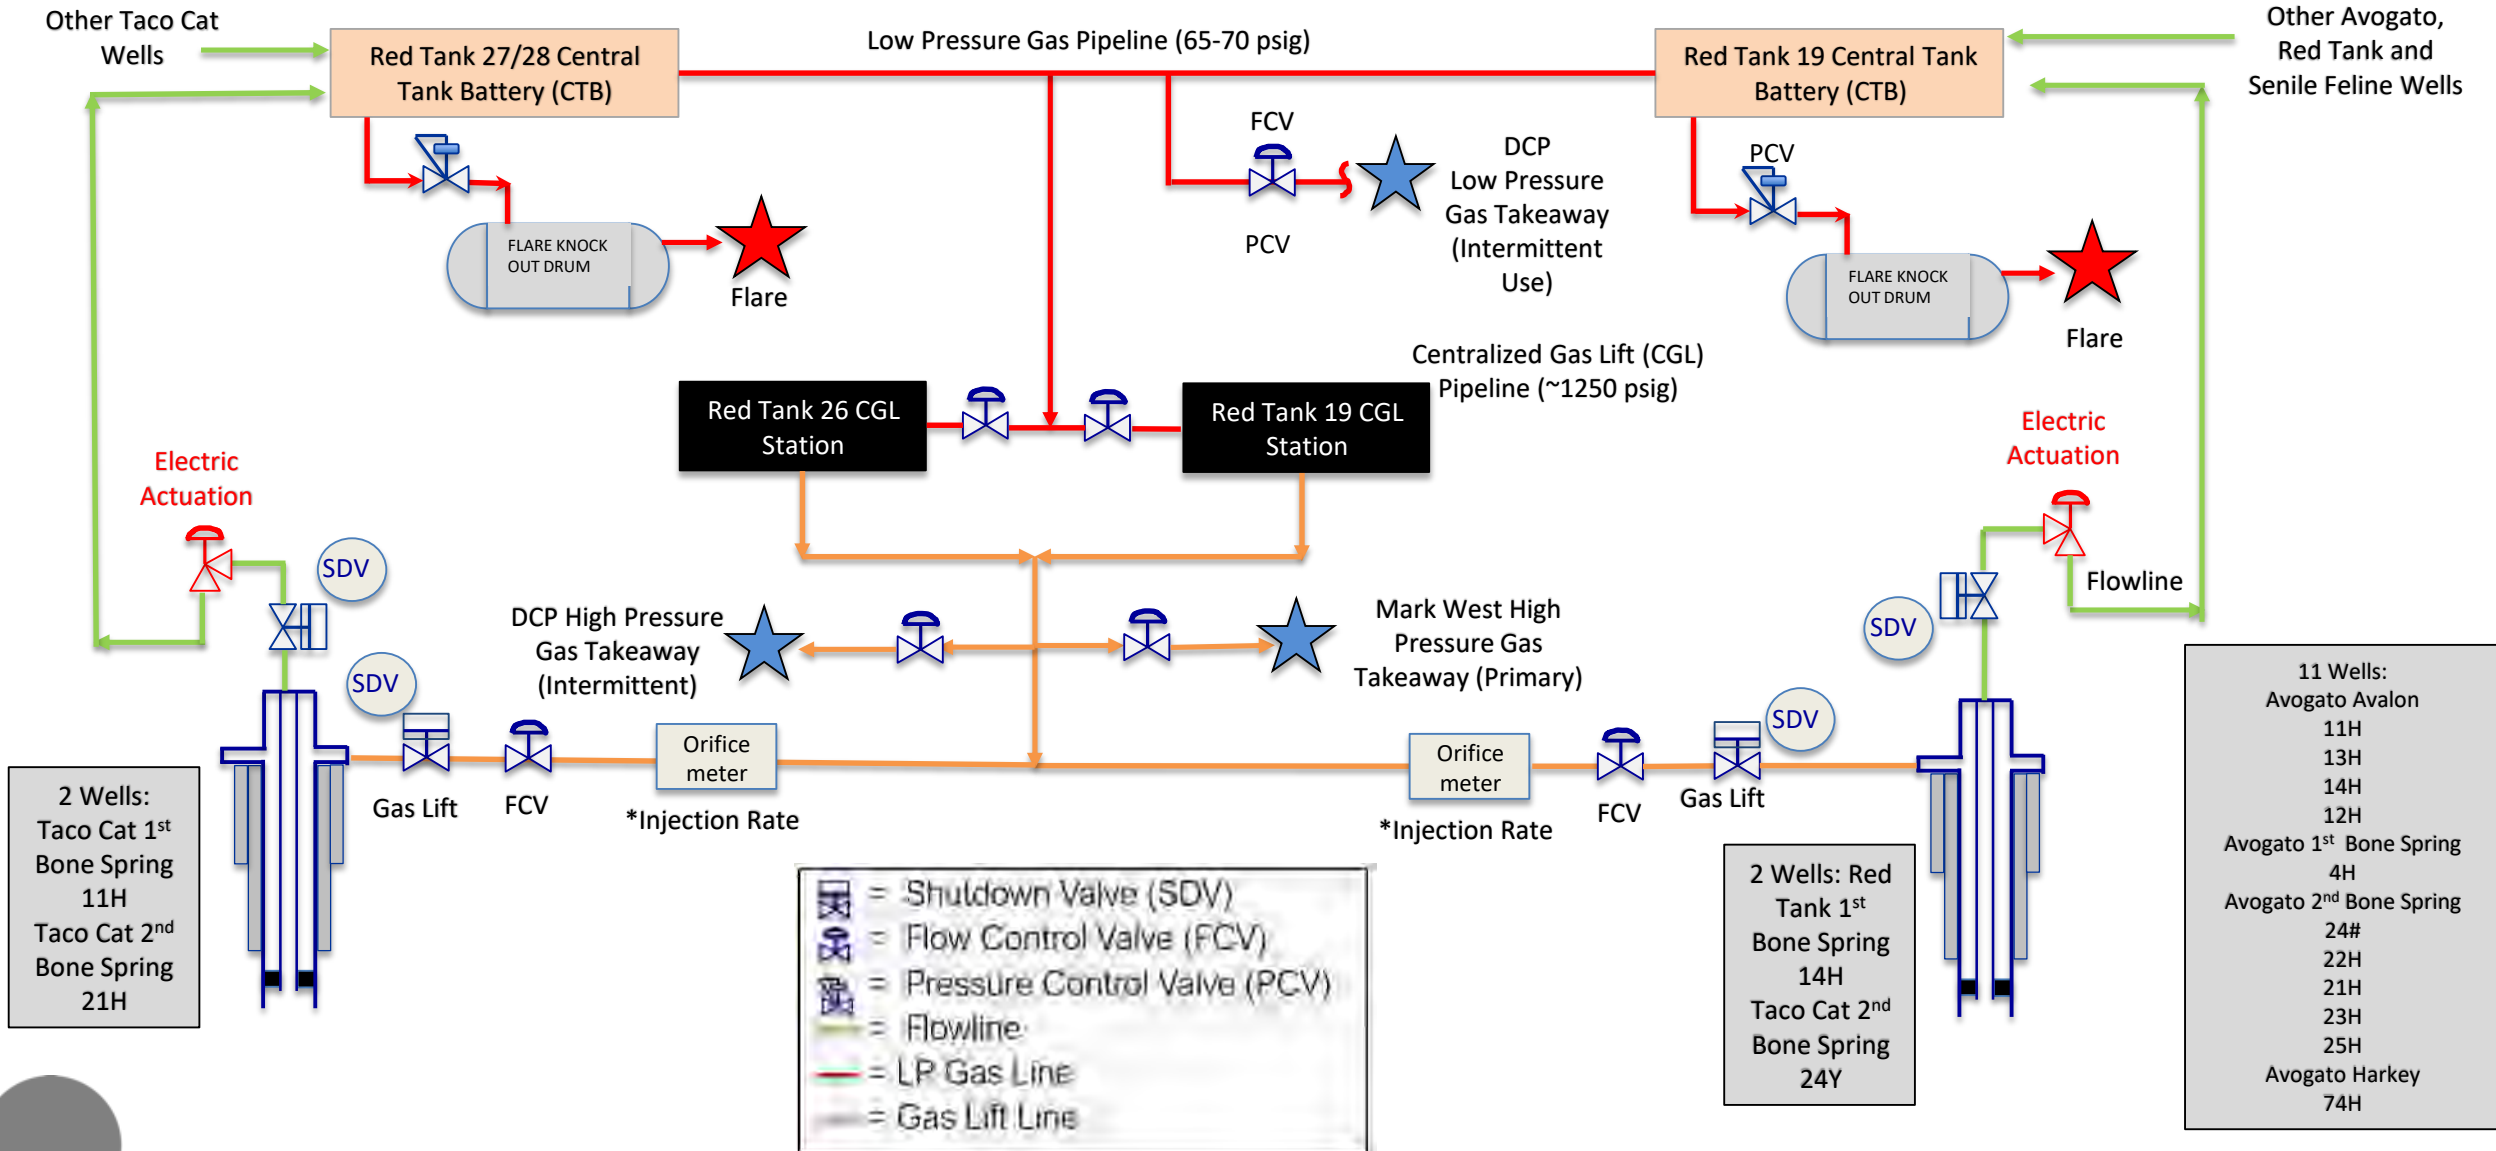 Other Taco Cat
Wells
Red Tank 27/28 Central
Tank Battery (CTB)
Low Pressure Gas Pipeline (65-70 psig)
Red Tank 19 Central Tank
Battery (CTB)
Other Avogato,
Red Tank and
Senile Feline Wells
FCV
PCV
DCP
Low Pressure
Gas Takeaway
(Intermittent
Use)
PCV
FLARE KNOCK
OUT DRUM
Flare
FLARE KNOCK
OUT DRUM
Flare
Centralized Gas Lift (CGL)
Pipeline (~1250 psig)
Red Tank 26 CGL
Station
Red Tank 19 CGL
Station
Electric
Actuation
Electric
Actuation
SDV
SDV
Flowline
SDV
DCP High Pressure
Gas Takeaway
(Intermittent)
Mark West High
Pressure Gas
Takeaway (Primary)
SDV
Orifice
meter
Orifice
meter
Gas Lift
FCV
*Injection Rate
*Injection Rate
FCV
Gas Lift
2 Wells:
Taco Cat 1st
Bone Spring
11H
Taco Cat 2nd
Bone Spring
21H
= Shutdown Valve (SDV)
= Flow Control Valve (FCV)
= Pressure Control Valve (PCV)
= Flowline
= LP Gas Line
= Gas Lift Line
2 Wells: Red
Tank 1st
Bone Spring
14H
Taco Cat 2nd
Bone Spring
24Y
11 Wells:
Avogato Avalon
11H
13H
14H
12H
Avogato 1st Bone Spring
4H
Avogato 2nd Bone Spring
24#
22H
21H
23H
25H
Avogato Harkey
74H